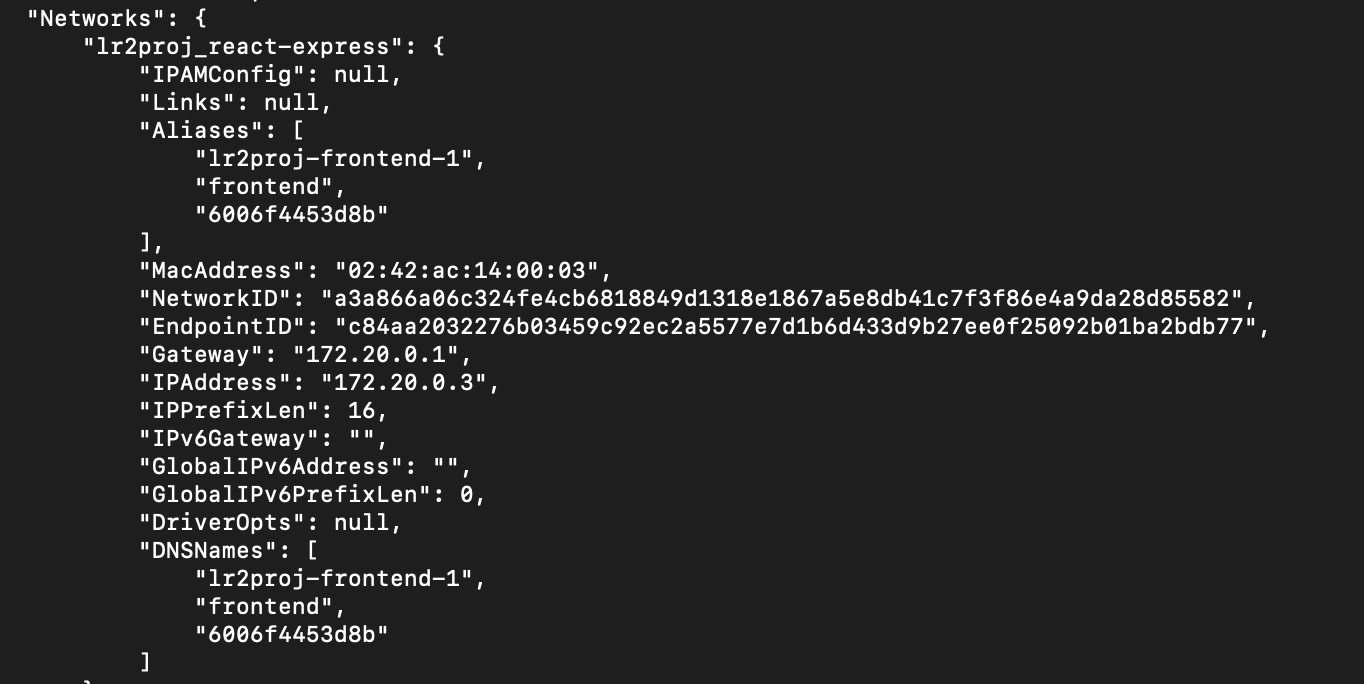 "Networks": {
"lr2proj_react-express": {
"IPAMConfig": null,
"Links": null,
"Aliases": [
"lr2proj-frontend-1",
"frontend",
"6006f4453d8b"
],
"MacAddress": "02:42:ac:14:00:03",
"NetworkID": "a3a866a06c324fe4cb6818849d1318e1867a5e8db41c7f3f86e4a9da28d85582",
"EndpointID": "c84aa2032276b03459c92ec2a5577e7d1b6d433d9b27ee0f25092b01ba2bdb77",
"Gateway": "172.20.0.1",
"IPAddress": "172.20.0.3",
"IPPrefixLen": 16,
"IPv6Gateway": "",
"GlobalIPv6Address": "",
"GlobalIPv6PrefixLen": 0,
"DriverOpts": null,
"DNSNames": [
"lr2proj-frontend-1",
"frontend",
"6006f4453d8b"
]
}